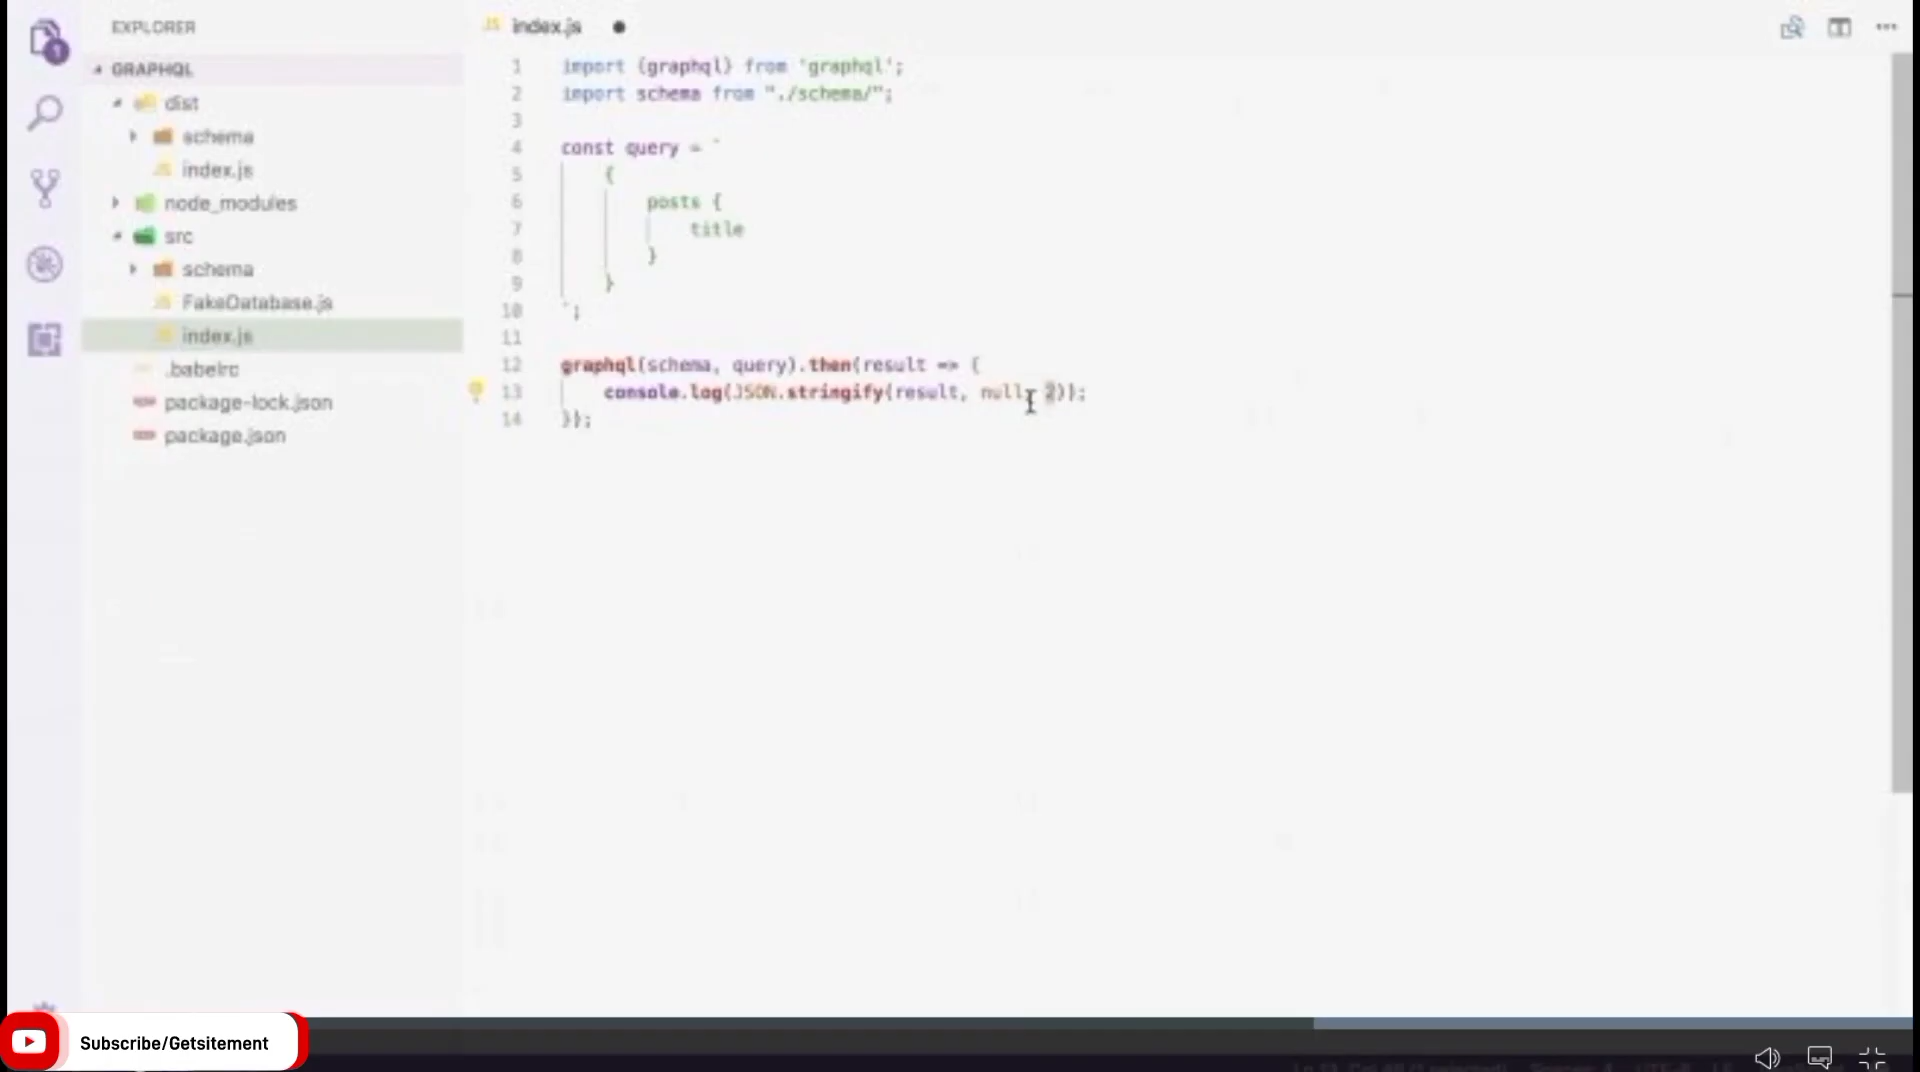 EXPLORER
GRAPHQL
dist
schema
index.js
node_modules
src
schema
FakeDatabase.js
index.js
.babelrc
package-lock.json
package.json
1
index.js
1 import {graphql} from 'graphql';
2 import schema from "./schema/";
3
4 const query = `
5 {
6 posts {
7 title
8 }
9 }
10 `;
11
12 graphql(schema, query).then(result => {
13 console.log(JSON.stringify(result, null, 2));
14 });
Subscribe/Getsitement